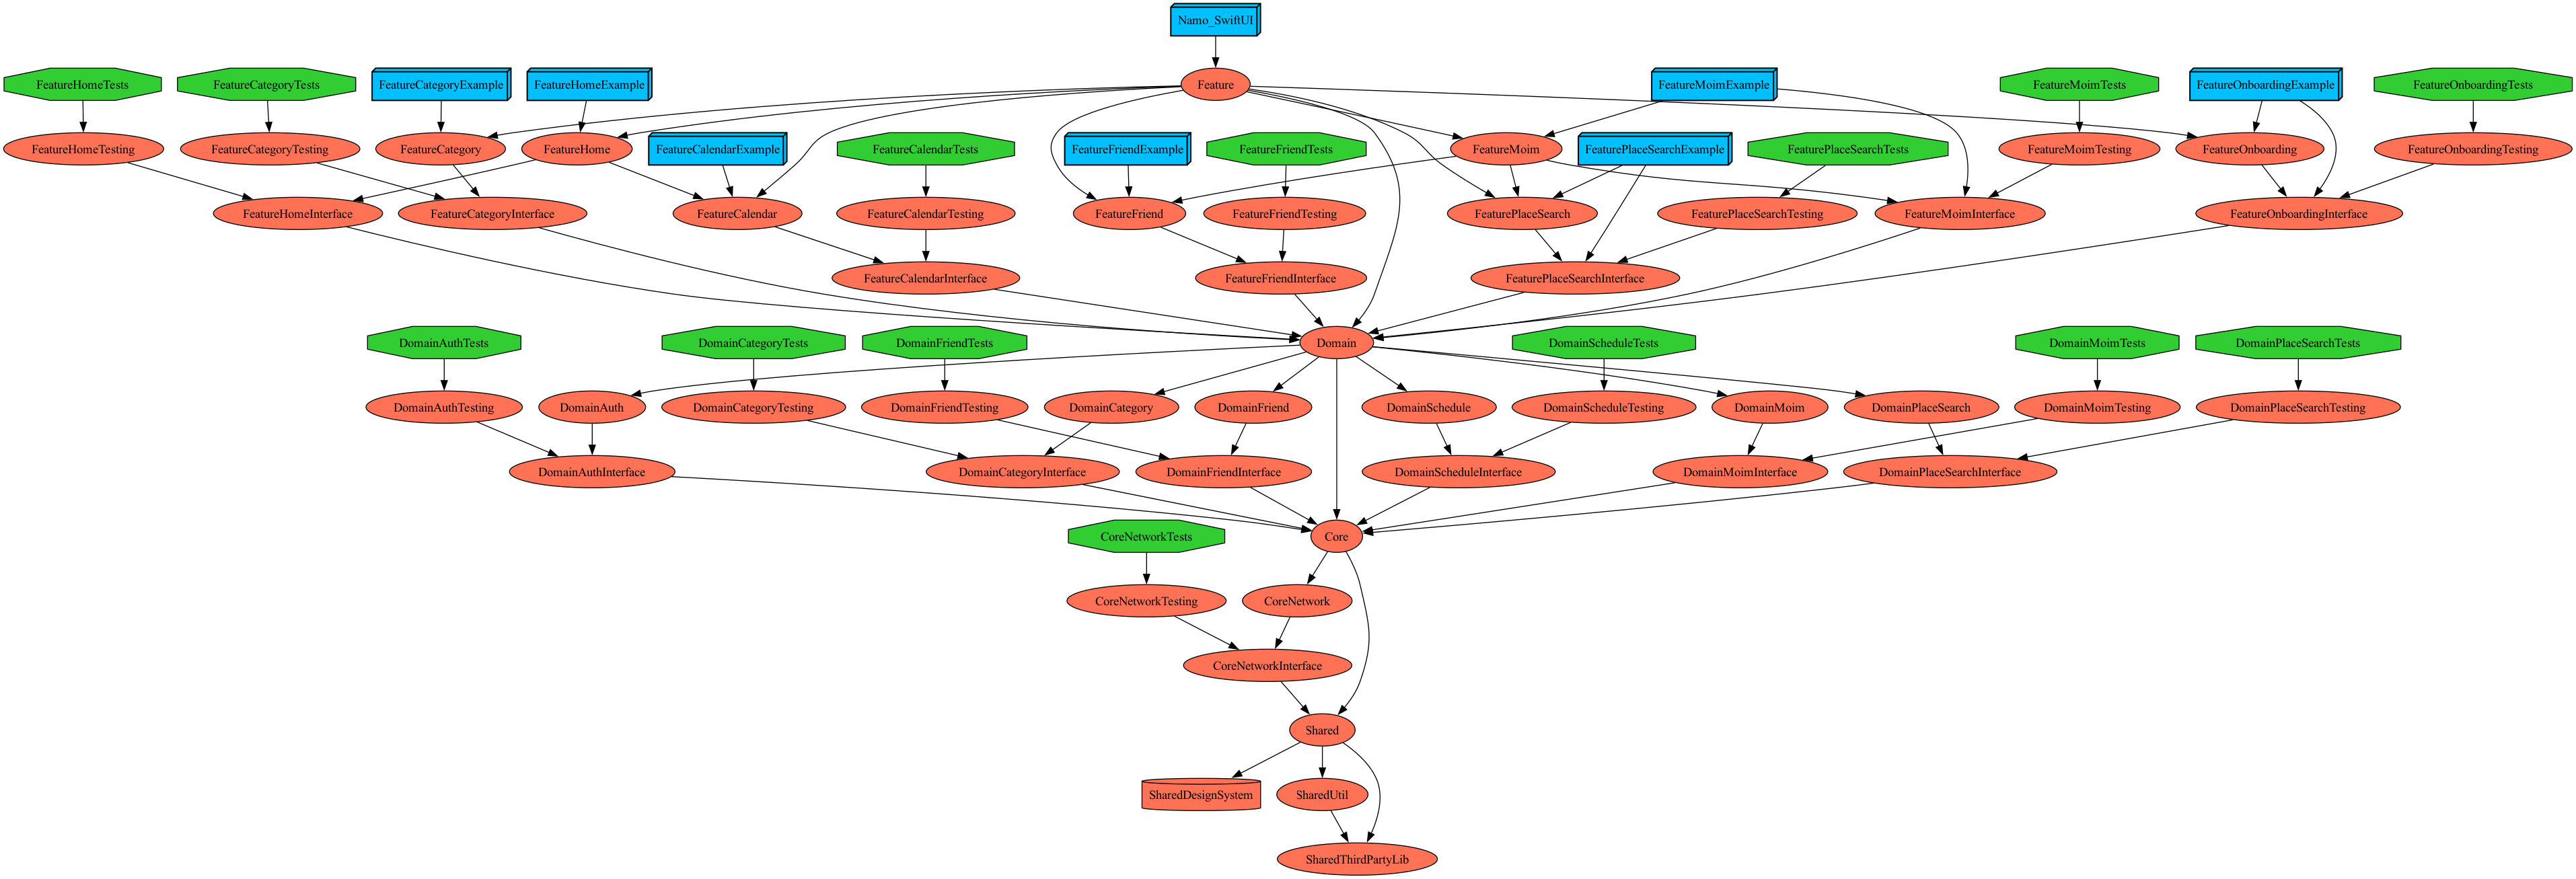 Namo_SwiftUI
FeatureHomeTests
FeatureCategoryTests
FeatureCategoryExample
FeatureHomeExample
Feature
FeatureMoimExample
FeatureMoimTests
FeatureOnboardingExample
FeatureOnboardingTests
FeatureHomeTesting
FeatureCategoryTesting
FeatureCategory
FeatureHome
FeatureCalendarExample
FeatureCalendarTests
FeatureFriendExample
FeatureFriendTests
FeatureMoim
FeaturePlaceSearchExample
FeaturePlaceSearchTests
FeatureMoimTesting
FeatureOnboarding
FeatureOnboardingTesting
FeatureHomeInterface
FeatureCategoryInterface
FeatureCalendar
FeatureCalendarTesting
FeatureFriend
FeatureFriendTesting
FeaturePlaceSearch
FeaturePlaceSearchTesting
FeatureMoimInterface
FeatureOnboardingInterface
FeatureCalendarInterface
FeatureFriendInterface
FeaturePlaceSearchInterface
DomainAuthTests
DomainCategoryTests
DomainFriendTests
Domain
DomainScheduleTests
DomainMoimTests
DomainPlaceSearchTests
DomainAuthTesting
DomainAuth
DomainCategoryTesting
DomainFriendTesting
DomainCategory
DomainFriend
DomainSchedule
DomainScheduleTesting
DomainMoim
DomainPlaceSearch
DomainMoimTesting
DomainPlaceSearchTesting
DomainAuthInterface
DomainCategoryInterface
DomainFriendInterface
DomainScheduleInterface
DomainMoimInterface
DomainPlaceSearchInterface
CoreNetworkTests
Core
CoreNetworkTesting
CoreNetwork
CoreNetworkInterface
Shared
SharedDesignSystem
SharedUtil
SharedThirdPartyLib